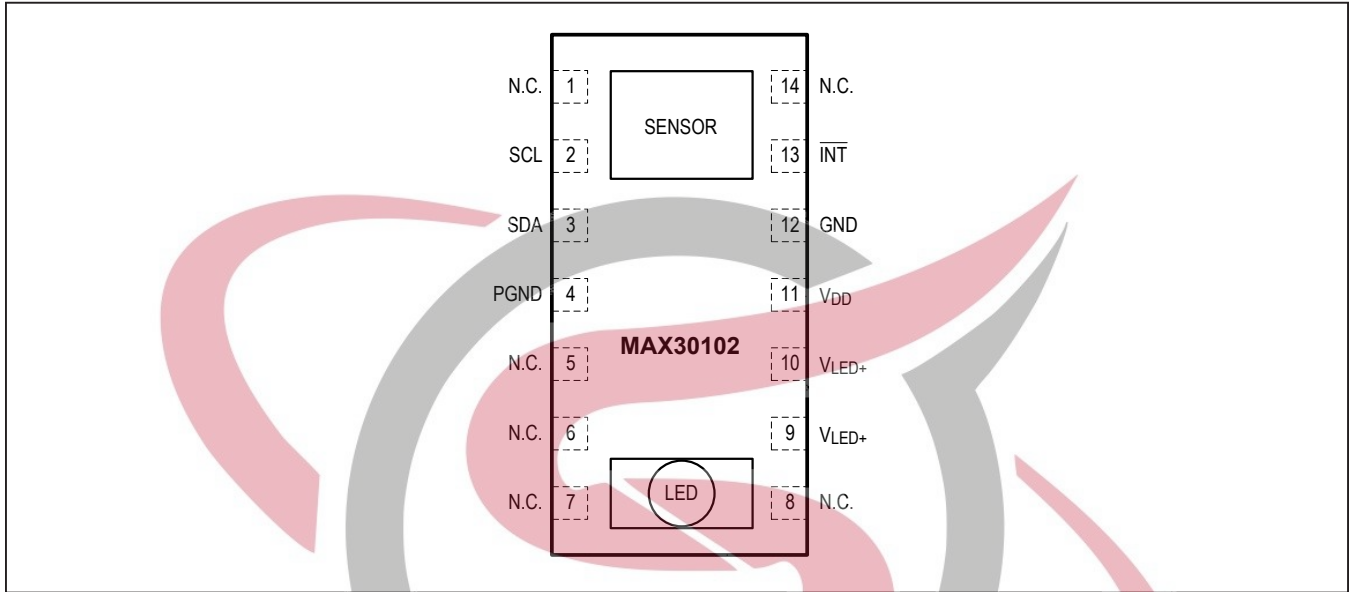 N.C. 1 14 N.C.
SENSOR
SCL 2 13 INT
SDA 3 12 GND
PGND 4 11 VDD
MAX30102
N.C. 5 10 VLED+
N.C. 6 9 VLED+
LED
N.C. 7 8 N.C.